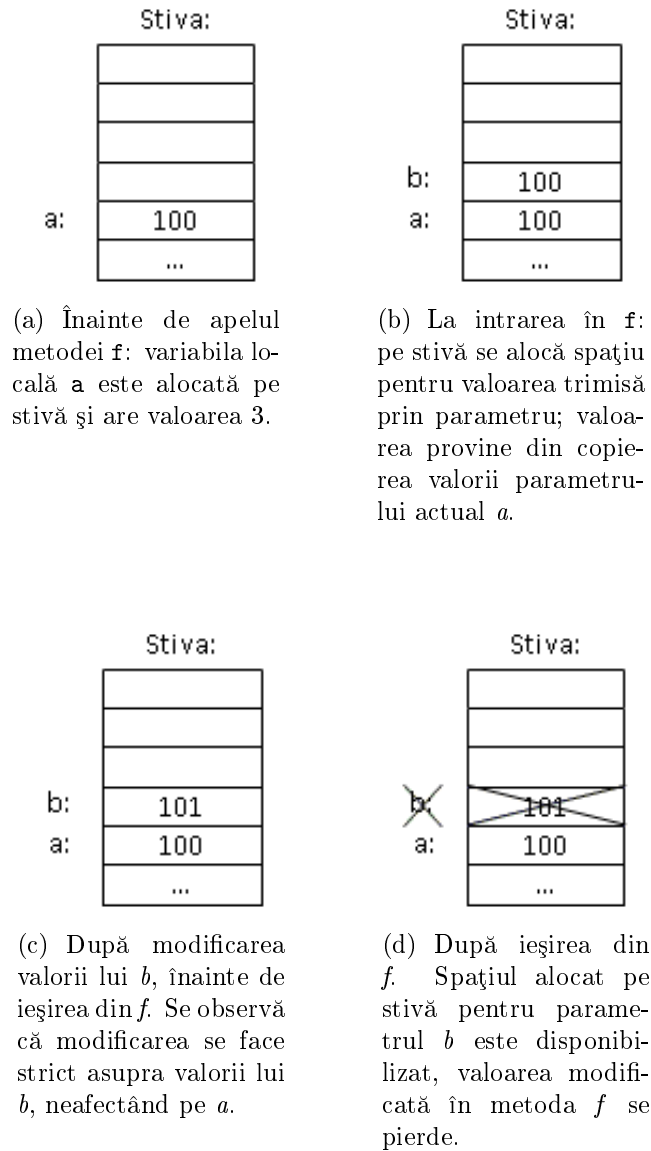 Stiva:
a:
100
...
(a) Înainte de apelul
metodei f: variabila lo-
cală a este alocată pe
stivă şi are valoarea 3.
Stiva:
b:
100
a:
100
...
(b) La intrarea în f:
pe stivă se alocă spaţiu
pentru valoarea trimisă
prin parametru; valoa-
rea provine din copie-
rea valorii parametru-
lui actual a.
Stiva:
b:
101
a:
100
...
(c) După modificarea
valorii lui b, înainte de
ieşirea din f. Se observă
că modificarea se face
strict asupra valorii lui
b, neafectând pe a.
Stiva:
b:
101
a:
100
...
(d) După ieşirea din
f. Spaţiul alocat pe
stivă pentru parame-
trul b este disponibi-
lizat, valoarea modifi-
cată în metoda f se
pierde.